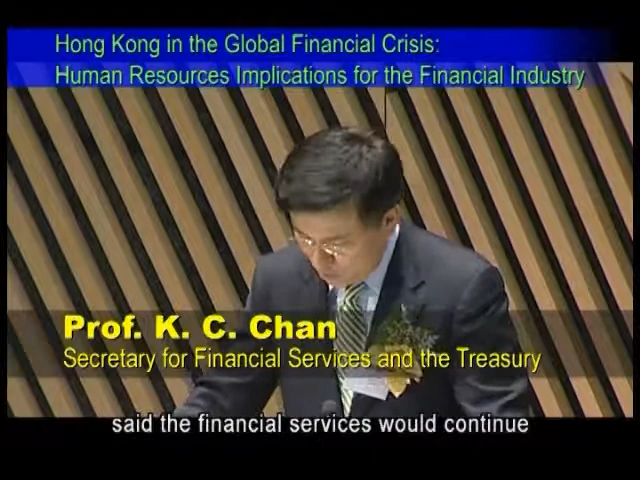 Hong Kong in the Global Financial Crisis:
Human Resources Implications for the Financial Industry
Prof. K. C. Chan
Secretary for Financial Services and the Treasury
said the financial services would continue